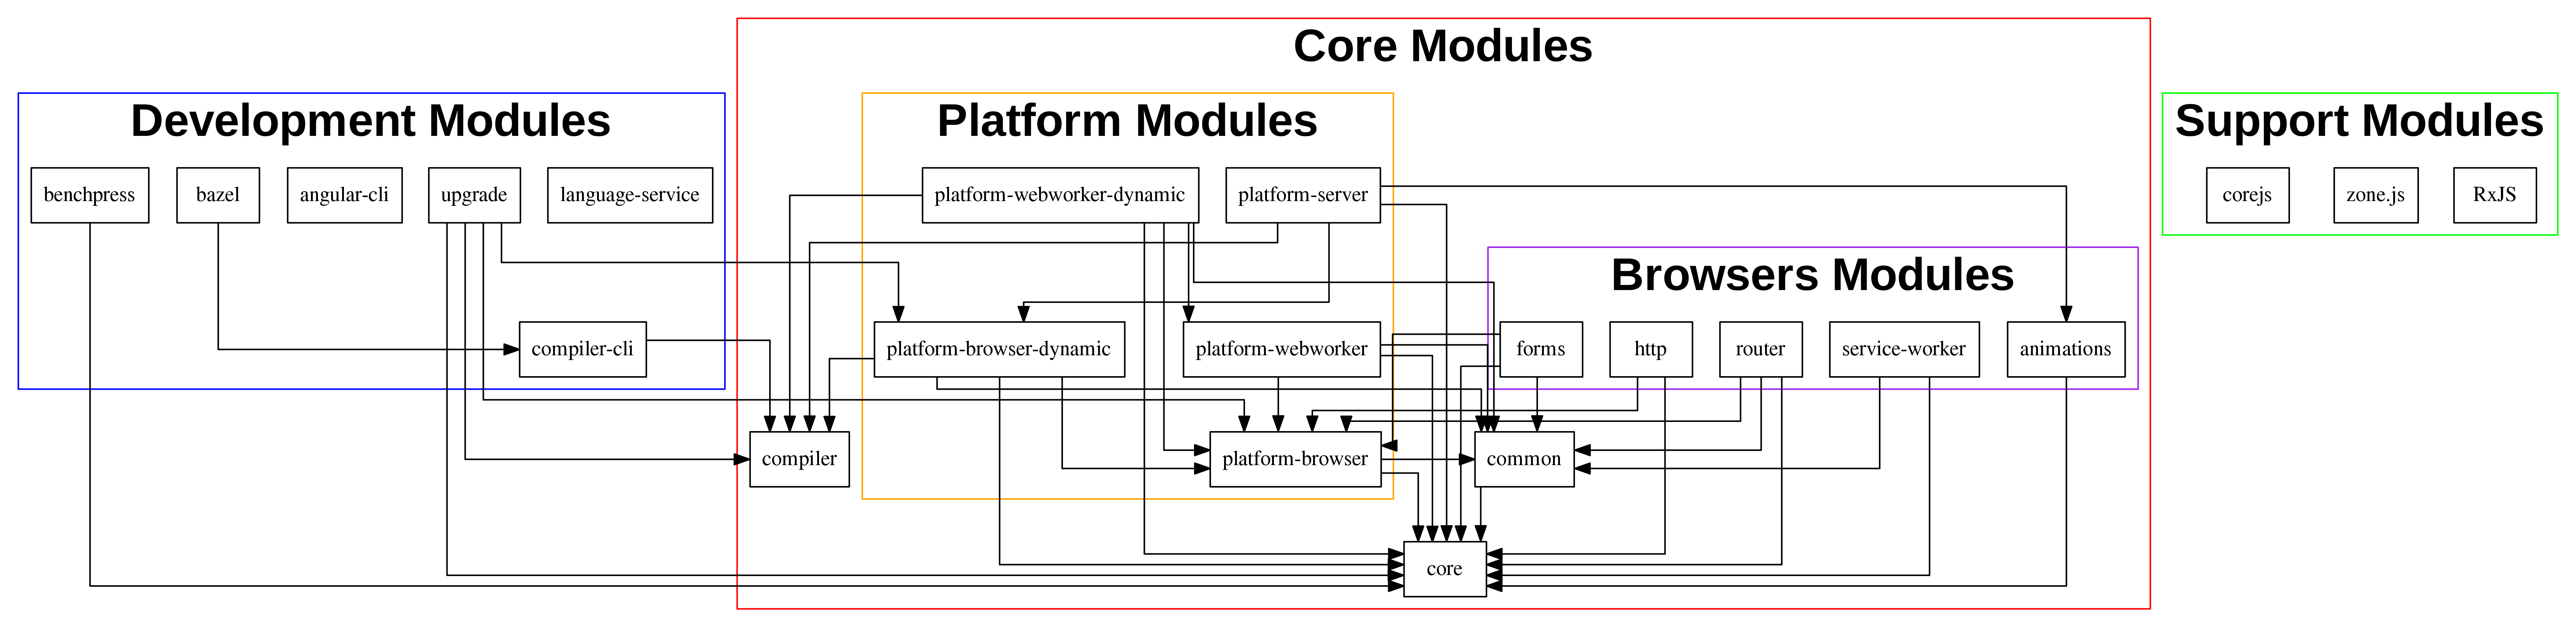 Core Modules
Development Modules
Platform Modules
Support Modules
benchpress
bazel
angular-cli
upgrade
language-service
platform-webworker-dynamic
platform-server
corejs
zone.js
RxJS
Browsers Modules
compiler-cli
platform-browser-dynamic
platform-webworker
forms
http
router
service-worker
animations
compiler
platform-browser
common
core